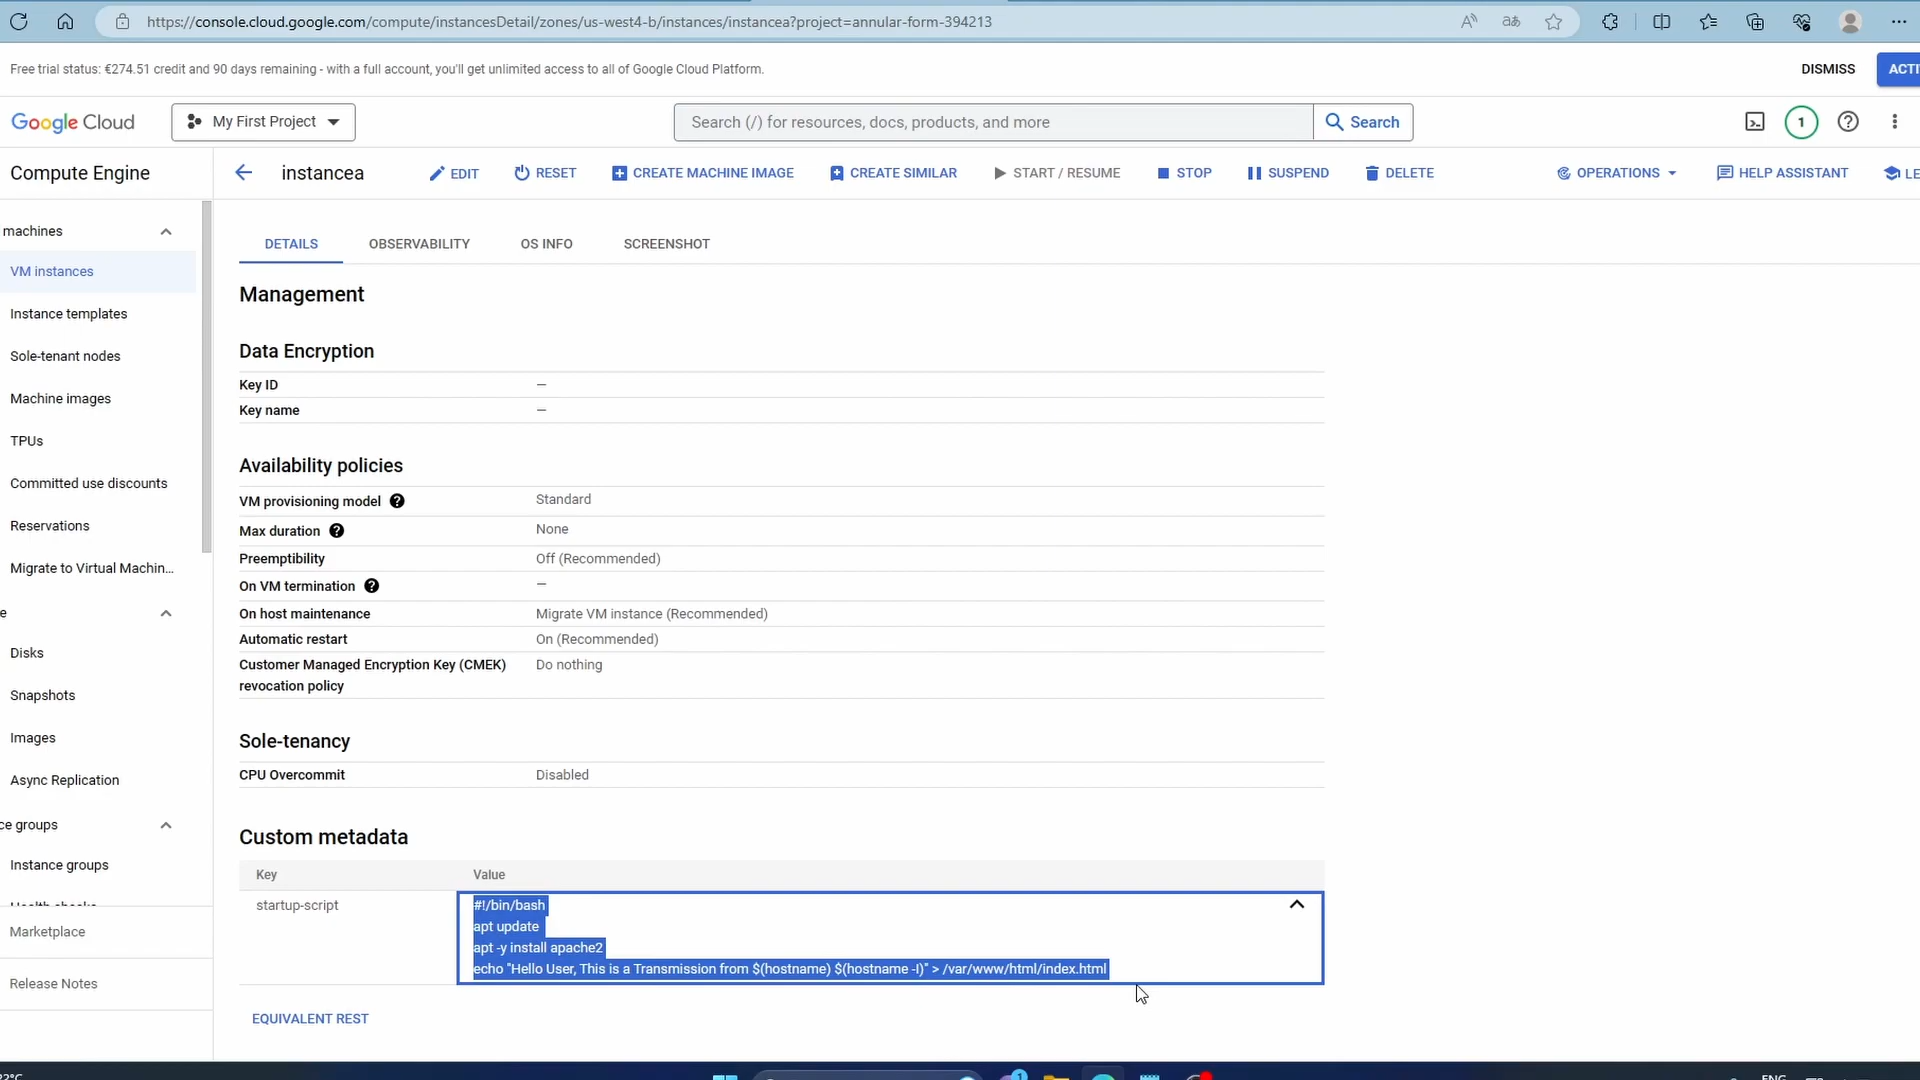 https://console.cloud.google.com/compute/instancesDetail/zones/us-west4-b/instances/instancea?project=annular-form-394213
Free trial status: €274.51 credit and 90 days remaining - with a full account, you'll get unlimited access to all of Google Cloud Platform.
DISMISS
ACTI
Google Cloud
My First Project
Search (/) for resources, docs, products, and more
Search
1
Compute Engine
instancea
EDIT
RESET
CREATE MACHINE IMAGE
CREATE SIMILAR
START / RESUME
STOP
SUSPEND
DELETE
OPERATIONS
HELP ASSISTANT
LE
machines
VM instances
Instance templates
Sole-tenant nodes
Machine images
TPUs
Committed use discounts
Reservations
Migrate to Virtual Machin...
e
Disks
Snapshots
Images
Async Replication
ce groups
Instance groups
Health checks
Marketplace
Release Notes
DETAILS
OBSERVABILITY
OS INFO
SCREENSHOT
Management
Data Encryption
Key ID —
Key name —
Availability policies
VM provisioning model Standard
Max duration None
Preemptibility Off (Recommended)
On VM termination —
On host maintenance Migrate VM instance (Recommended)
Automatic restart On (Recommended)
Customer Managed Encryption Key (CMEK) Do nothing
revocation policy
Sole-tenancy
CPU Overcommit Disabled
Custom metadata
Key Value
startup-script #!/bin/bash
apt update
apt -y install apache2
echo "Hello User, This is a Transmission from $(hostname) $(hostname -I)" > /var/www/html/index.html
EQUIVALENT REST
1
ENG